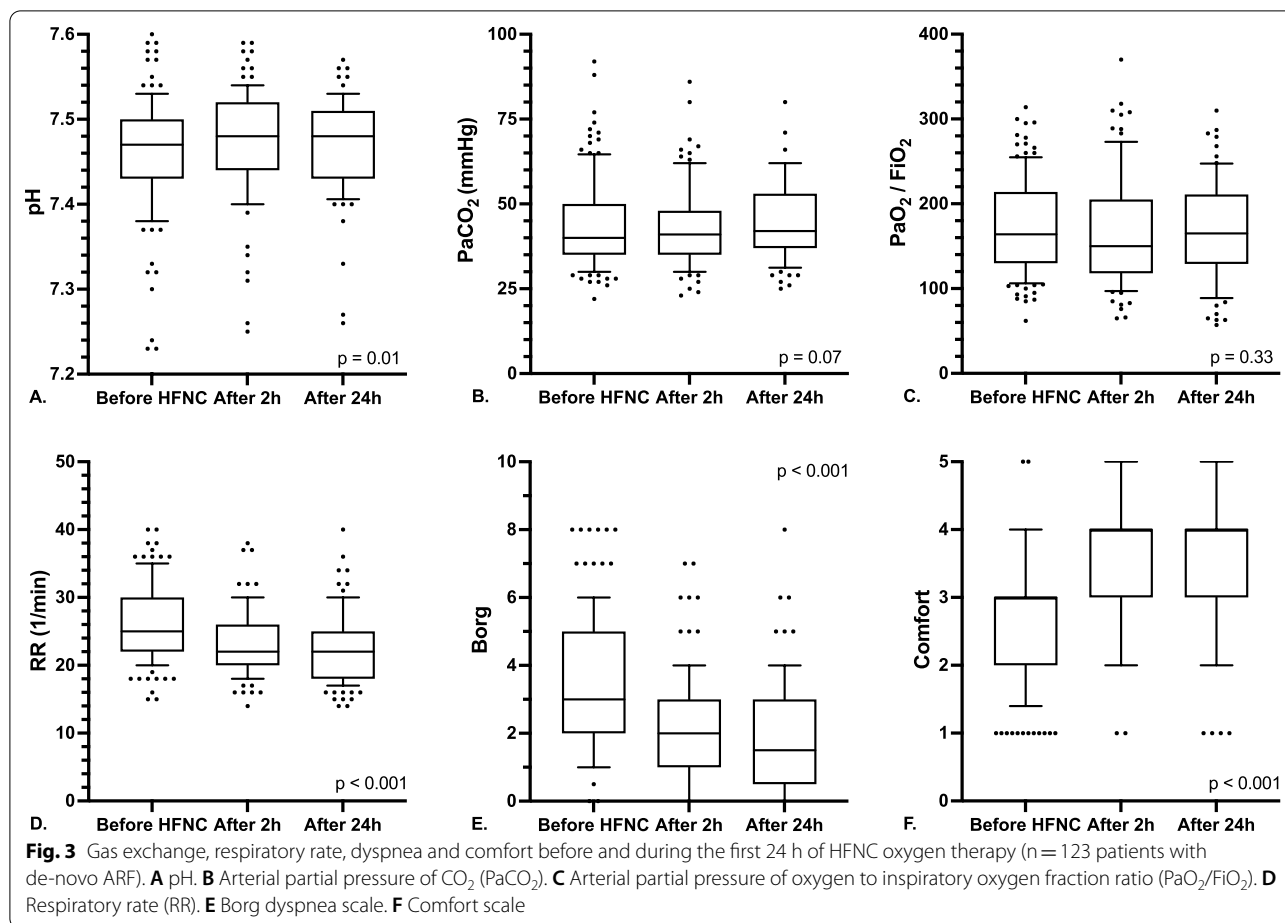 7.6
7.5
7.4
7.3
7.2
pH
p = 0.01
A.
Before HFNC After 2h After 24h
100
75
50
25
0
PaCO2 (mmHg)
p = 0.07
B.
Before HFNC After 2h After 24h
400
300
200
100
0
PaO2 / FiO2
p = 0.33
C.
Before HFNC After 2h After 24h
50
40
30
20
10
0
RR (1/min)
p < 0.001
D.
Before HFNC After 2h After 24h
10
8
6
4
2
0
Borg
p < 0.001
E.
Before HFNC After 2h After 24h
5
4
3
2
1
0
Comfort
p < 0.001
F.
Before HFNC After 2h After 24h
Fig. 3 Gas exchange, respiratory rate, dyspnea and comfort before and during the first 24 h of HFNC oxygen therapy (n = 123 patients with
de-novo ARF). A pH. B Arterial partial pressure of CO2 (PaCO2). C Arterial partial pressure of oxygen to inspiratory oxygen fraction ratio (PaO2/FiO2). D
Respiratory rate (RR). E Borg dyspnea scale. F Comfort scale